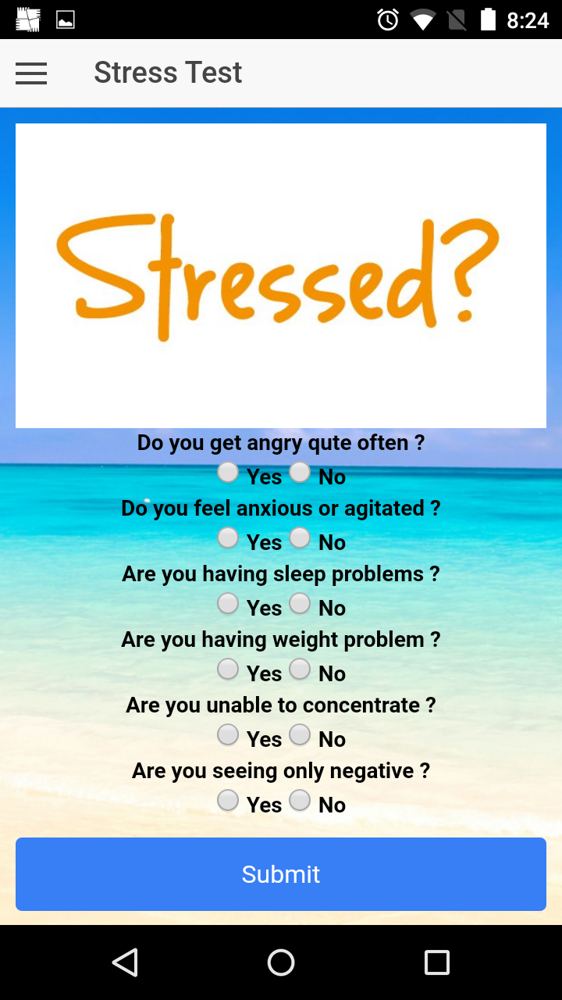 8:24
Stress Test
Stressed?
Do you get angry qute often ?
Yes No
Do you feel anxious or agitated ?
Yes No
Are you having sleep problems ?
Yes No
Are you having weight problem ?
Yes No
Are you unable to concentrate ?
Yes No
Are you seeing only negative ?
Yes No
Submit